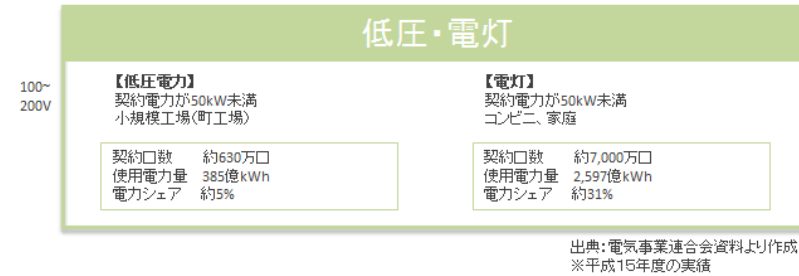 低圧・電灯
100~
200V
【低圧電力】
契約電力が50kW未満
小規模工場(町工場)
契約口数 約630万口
使用電力量 385億kWh
電力シェア 約5%
【電灯】
契約電力が50kW未満
コンビニ、家庭
契約口数 約7,000万口
使用電力量 2,597億kWh
電力シェア 約31%
出典:電気事業連合会資料より作成
※平成15年度の実績